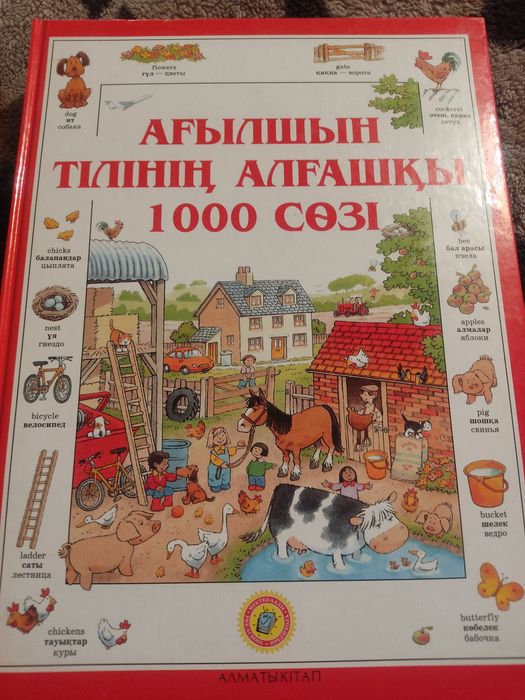 flowers
гүл — цветы
gate
қақпа — ворота
dog
ит
собака
cockerel
әтеш, қораз
петух
АҒЫЛШЫН
ТІЛІНІҢ АЛҒАШҚЫ
1000 СӨЗІ
chicks
балапандар
цыплята
bee
бал арасы
пчела
nest
ұя
гнездо
apples
алмалар
яблоки
bicycle
велосипед
pig
шошқа
свинья
bucket
шелек
ведро
ladder
саты
лестница
butterfly
көбелек
бабочка
chickens
тауықтар
куры
АЛМАТЫКІТАП